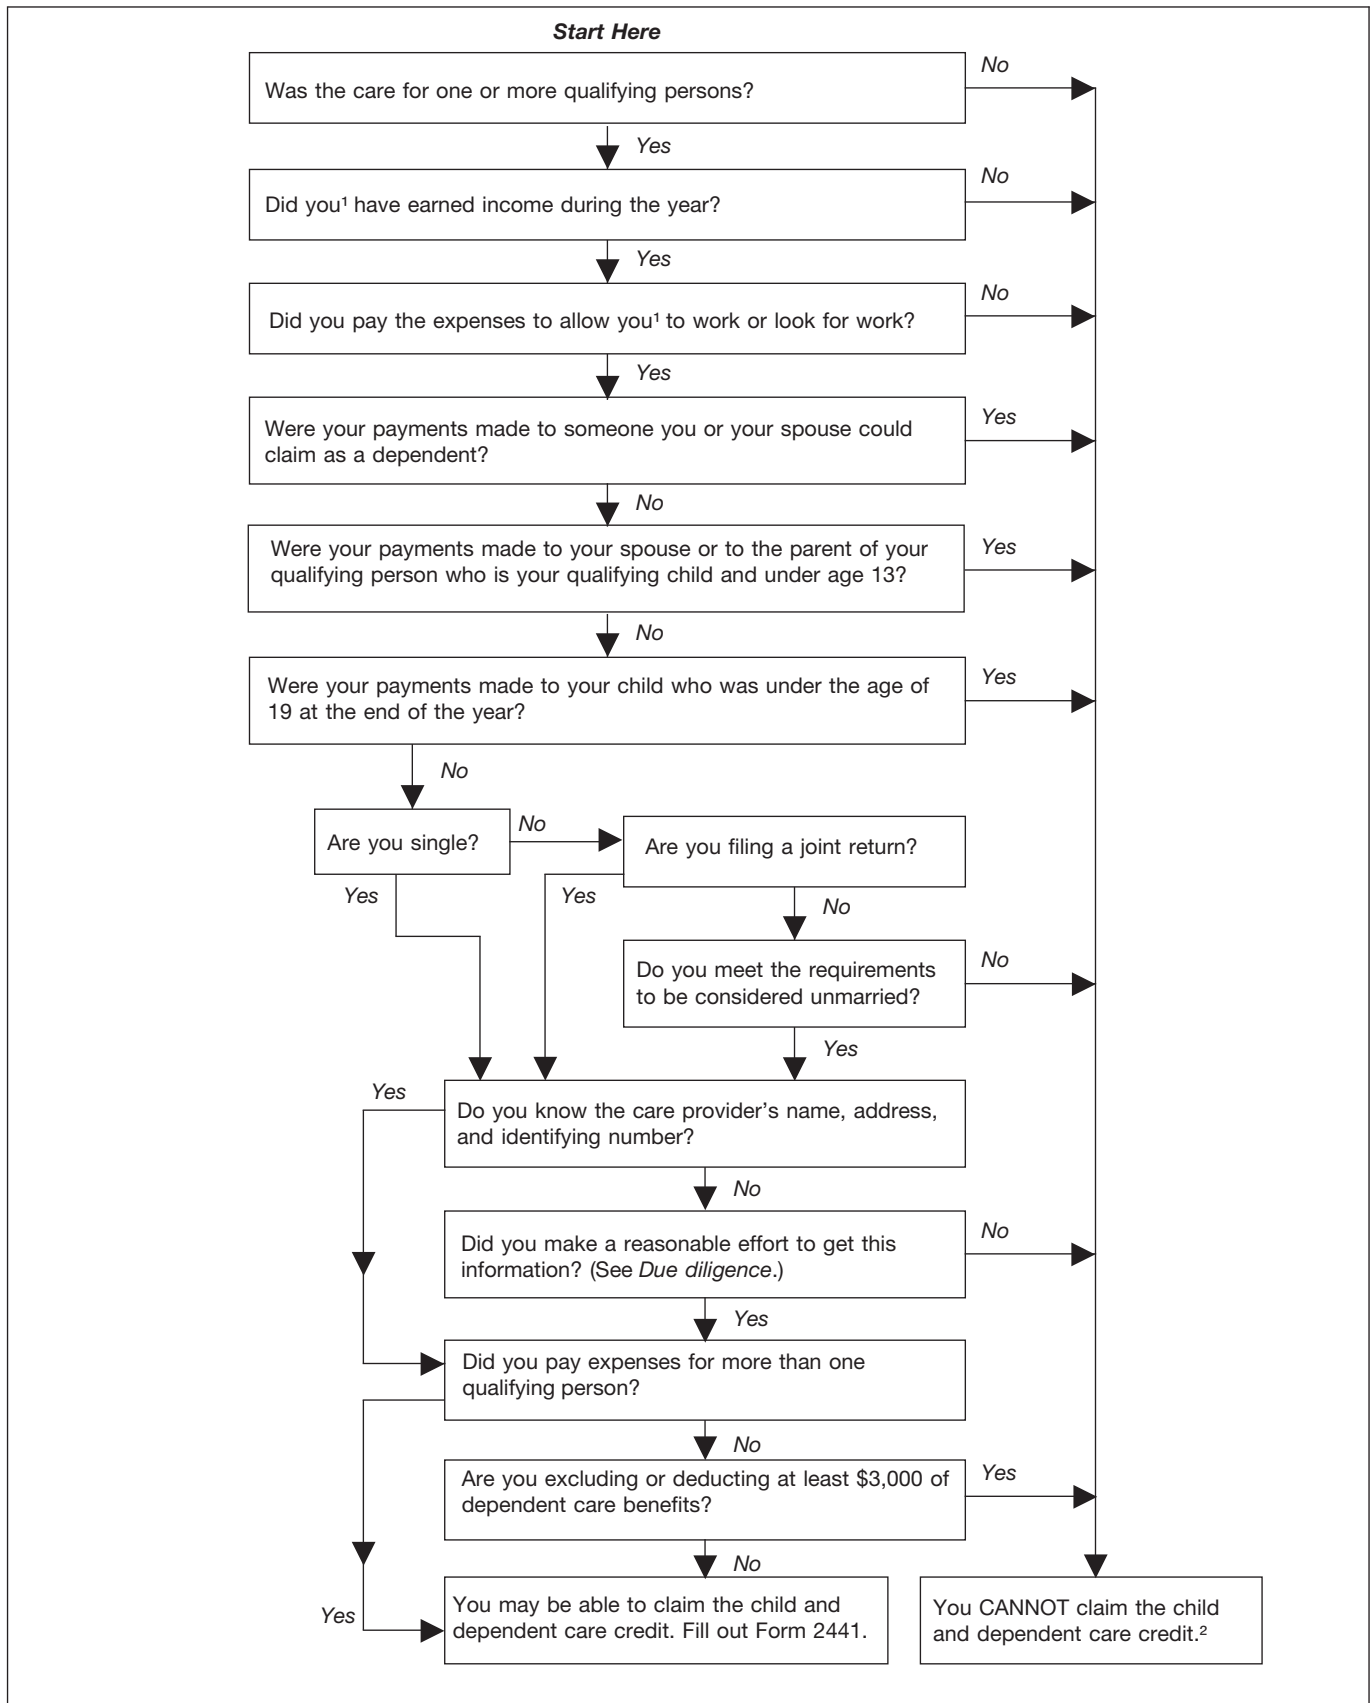 Start Here
Was the care for one or more qualifying persons?
No
Yes
Did you¹ have earned income during the year?
No
Yes
Did you pay the expenses to allow you¹ to work or look for work?
No
Yes
Were your payments made to someone you or your spouse could
claim as a dependent?
Yes
No
Were your payments made to your spouse or to the parent of your
qualifying person who is your qualifying child and under age 13?
Yes
No
Were your payments made to your child who was under the age of
19 at the end of the year?
Yes
No
Are you single?
No
Are you filing a joint return?
Yes
Yes
No
Do you meet the requirements
to be considered unmarried?
No
Yes
Yes
Do you know the care provider’s name, address,
and identifying number?
No
Did you make a reasonable effort to get this
information? (See Due diligence.)
No
Yes
Did you pay expenses for more than one
qualifying person?
No
Are you excluding or deducting at least $3,000 of
dependent care benefits?
Yes
No
Yes
You may be able to claim the child and
dependent care credit. Fill out Form 2441.
You CANNOT claim the child
and dependent care credit.²